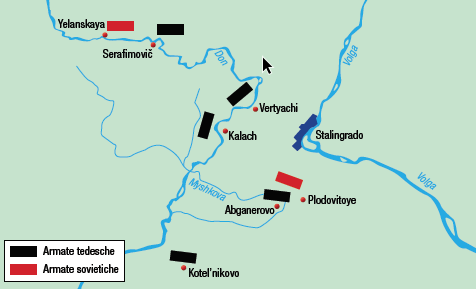 Yelanskaya
Serafimovič
Don
Volga
Vertyachi
Kalach
Stalingrado
Myshkova
Volga
Plodovitoye
Abganerovo
Armate tedesche
Armate sovietiche
Kotel'nikovo